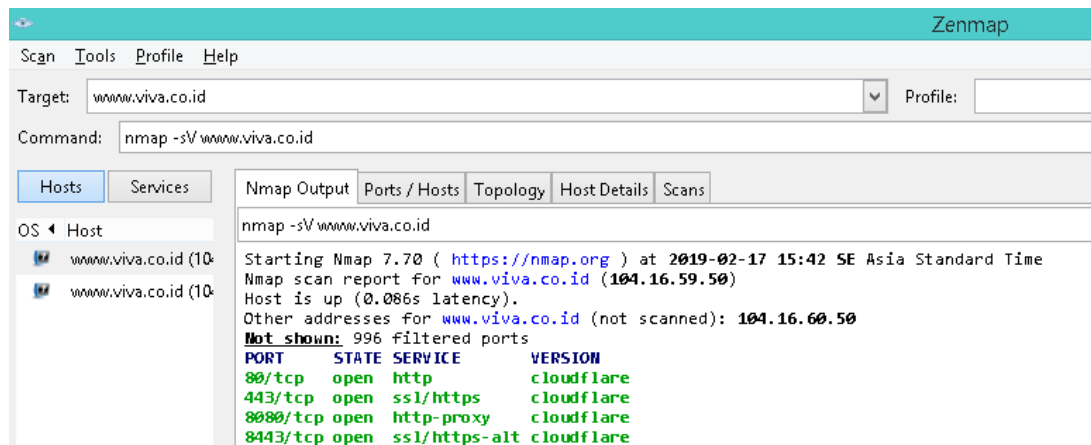 Zenmap
Scan Tools Profile Help
Target: www.viva.co.id Profile:
Command: nmap -sV www.viva.co.id
Hosts Services
Nmap Output Ports / Hosts Topology Host Details Scans
OS Host
www.viva.co.id (10
www.viva.co.id (10
nmap -sV www.viva.co.id
Starting Nmap 7.70 ( https://nmap.org ) at 2019-02-17 15:42 SE Asia Standard Time
Nmap scan report for www.viva.co.id (104.16.59.50)
Host is up (0.086s latency).
Other addresses for www.viva.co.id (not scanned): 104.16.60.50
Not shown: 996 filtered ports
PORT STATE SERVICE VERSION
80/tcp open http cloudflare
443/tcp open ssl/https cloudflare
8080/tcp open http-proxy cloudflare
8443/tcp open ssl/https-alt cloudflare